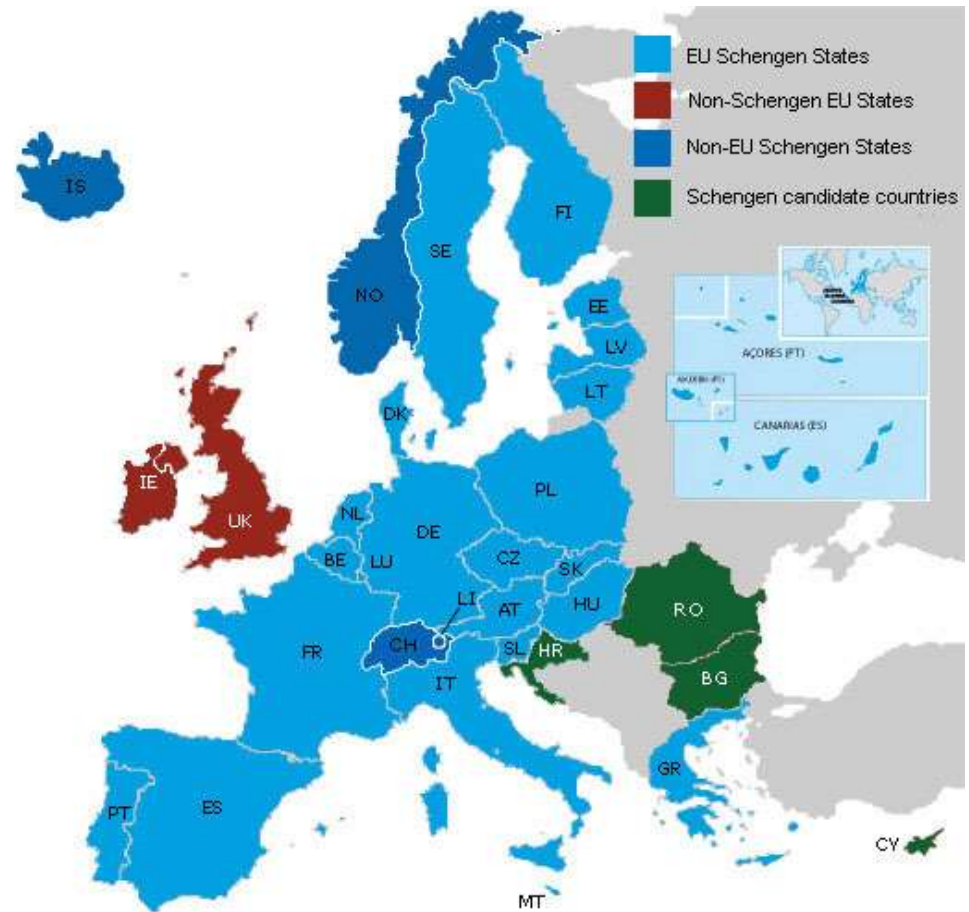 EU Schengen States
Non-Schengen EU States
Non-EU Schengen States
Schengen candidate countries
IS
FI
SE
NO
EE
LV
LT
DK
IE
UK
NL
BE
LU
DE
PL
CZ
SK
LI
AT
HU
CH
FR
SL
HR
IT
RO
BG
GR
PT
ES
CY
MT
AÇORES (PT)
CANARIAS (ES)